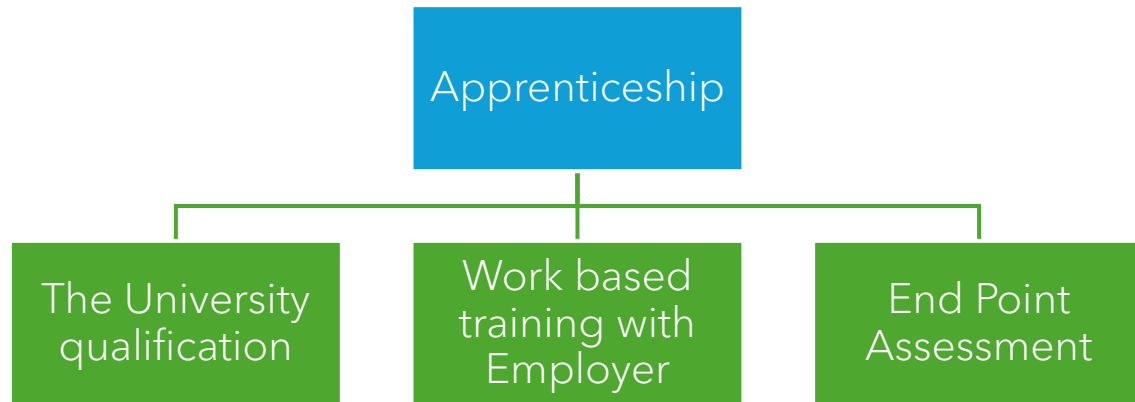 Apprenticeship
The University
qualification
Work based
training with
Employer
End Point
Assessment